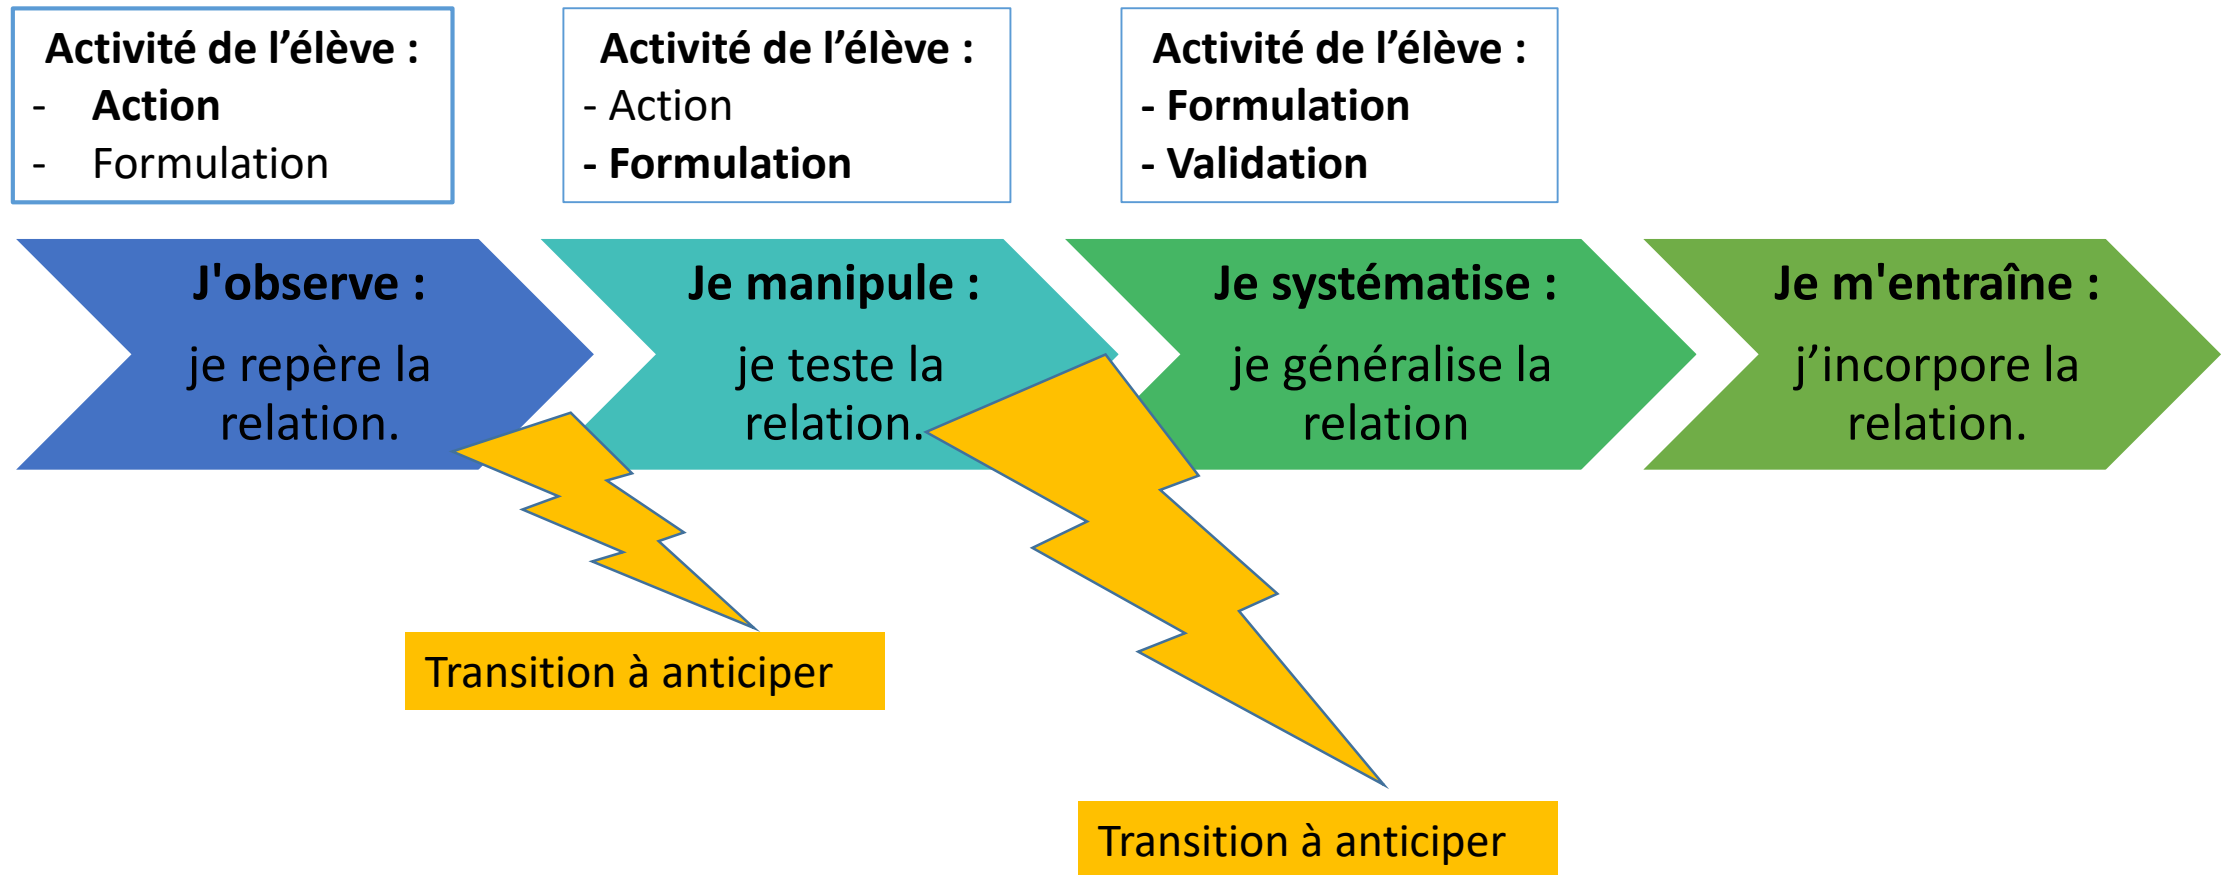 Activité de l’élève :
- Action
- Formulation
Activité de l’élève :
- Action
- Formulation
Activité de l’élève :
- Formulation
- Validation
J'observe :
je repère la
relation.
Je manipule :
je teste la
relation.
Je systématise :
je généralise la
relation
Je m'entraîne :
j’incorpore la
relation.
Transition à anticiper
Transition à anticiper